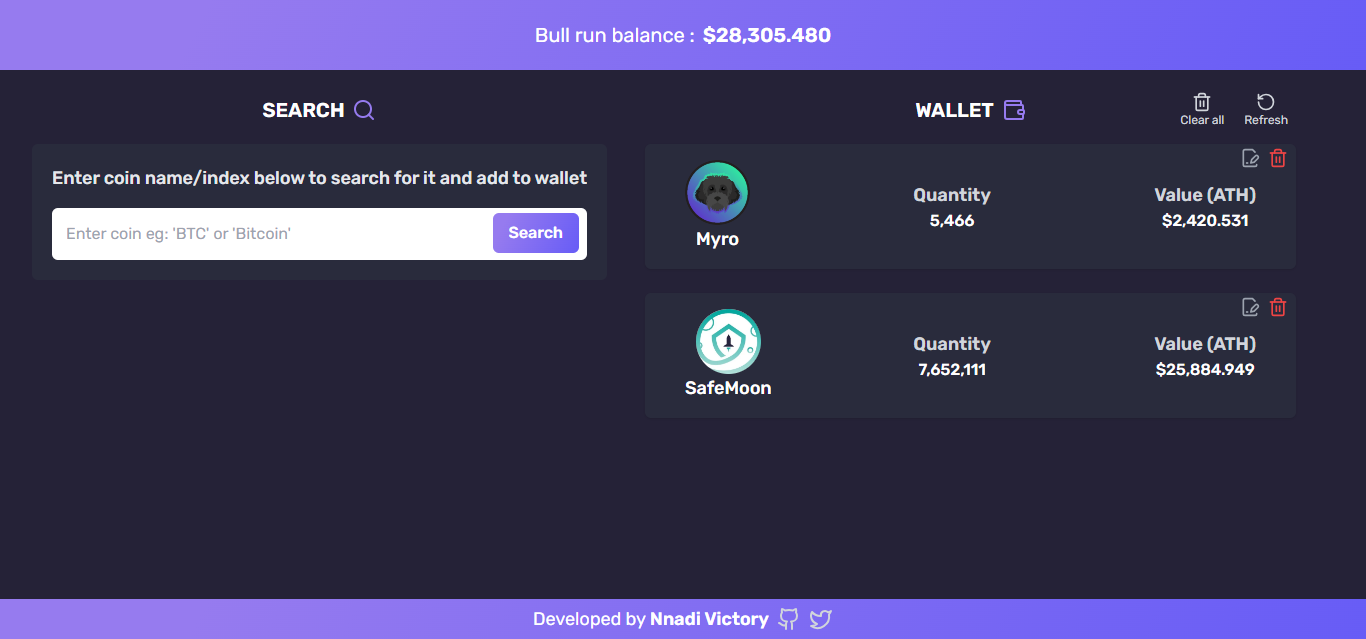 Bull run balance : $28,305.480
SEARCH
Enter coin name/index below to search for it and add to wallet
Enter coin eg: 'BTC' or 'Bitcoin'
Search
WALLET
Clear all
Refresh
Myro
Quantity
5,466
Value (ATH)
$2,420.531
SafeMoon
Quantity
7,652,111
Value (ATH)
$25,884.949
Developed by Nnadi Victory